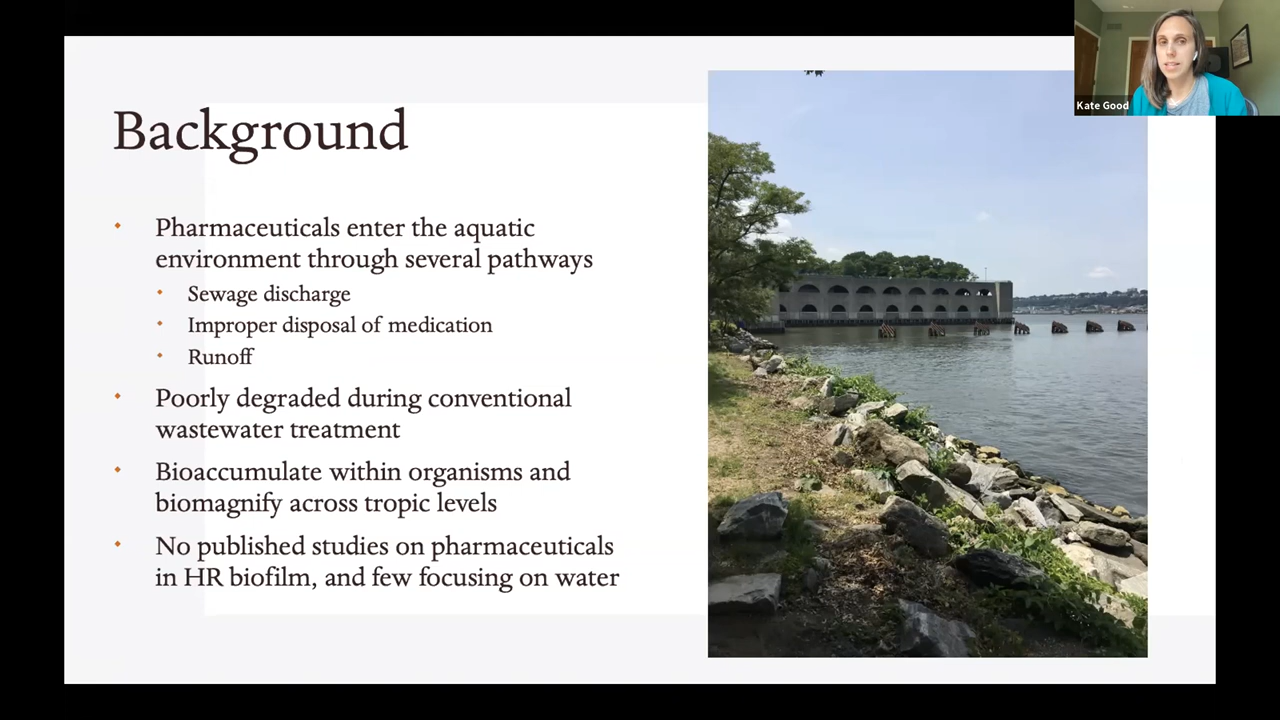 Background
Kate Good
Pharmaceuticals enter the aquatic
environment through several pathways
Sewage discharge
Improper disposal of medication
Runoff
Poorly degraded during conventional
wastewater treatment
Bioaccumulate within organisms and
biomagnify across tropic levels
No published studies on pharmaceuticals
in HR biofilm, and few focusing on water